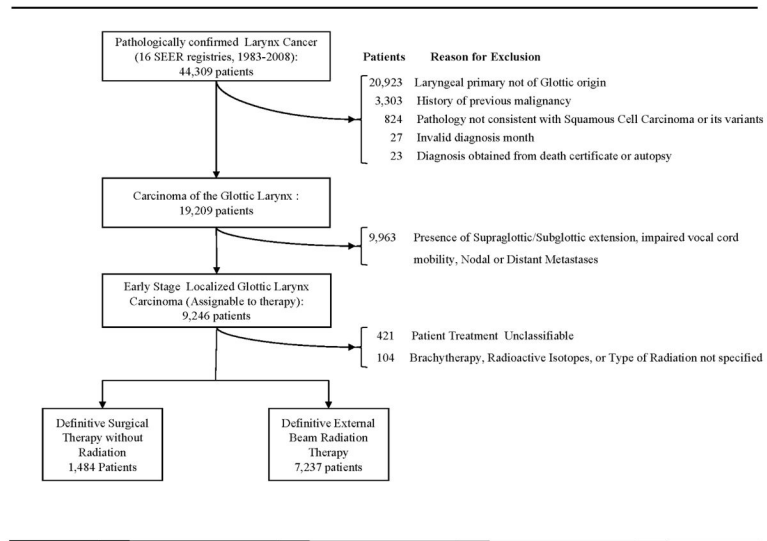 Pathologically confirmed Larynx Cancer
(16 SEER registries, 1983-2008):
44,309 patients
Patients Reason for Exclusion
20,923 Laryngeal primary not of Glottic origin
3,303 History of previous malignancy
824 Pathology not consistent with Squamous Cell Carcinoma or its variants
27 Invalid diagnosis month
23 Diagnosis obtained from death certificate or autopsy
Carcinoma of the Glottic Larynx :
19,209 patients
9,963 Presence of Supraglottic/Subglottic extension, impaired vocal cord
mobility, Nodal or Distant Metastases
Early Stage Localized Glottic Larynx
Carcinoma (Assignable to therapy):
9,246 patients
421 Patient Treatment Unclassifiable
104 Brachytherapy, Radioactive Isotopes, or Type of Radiation not specified
Definitive Surgical
Therapy without
Radiation
1,484 Patients
Definitive External
Beam Radiation
Therapy
7,237 patients